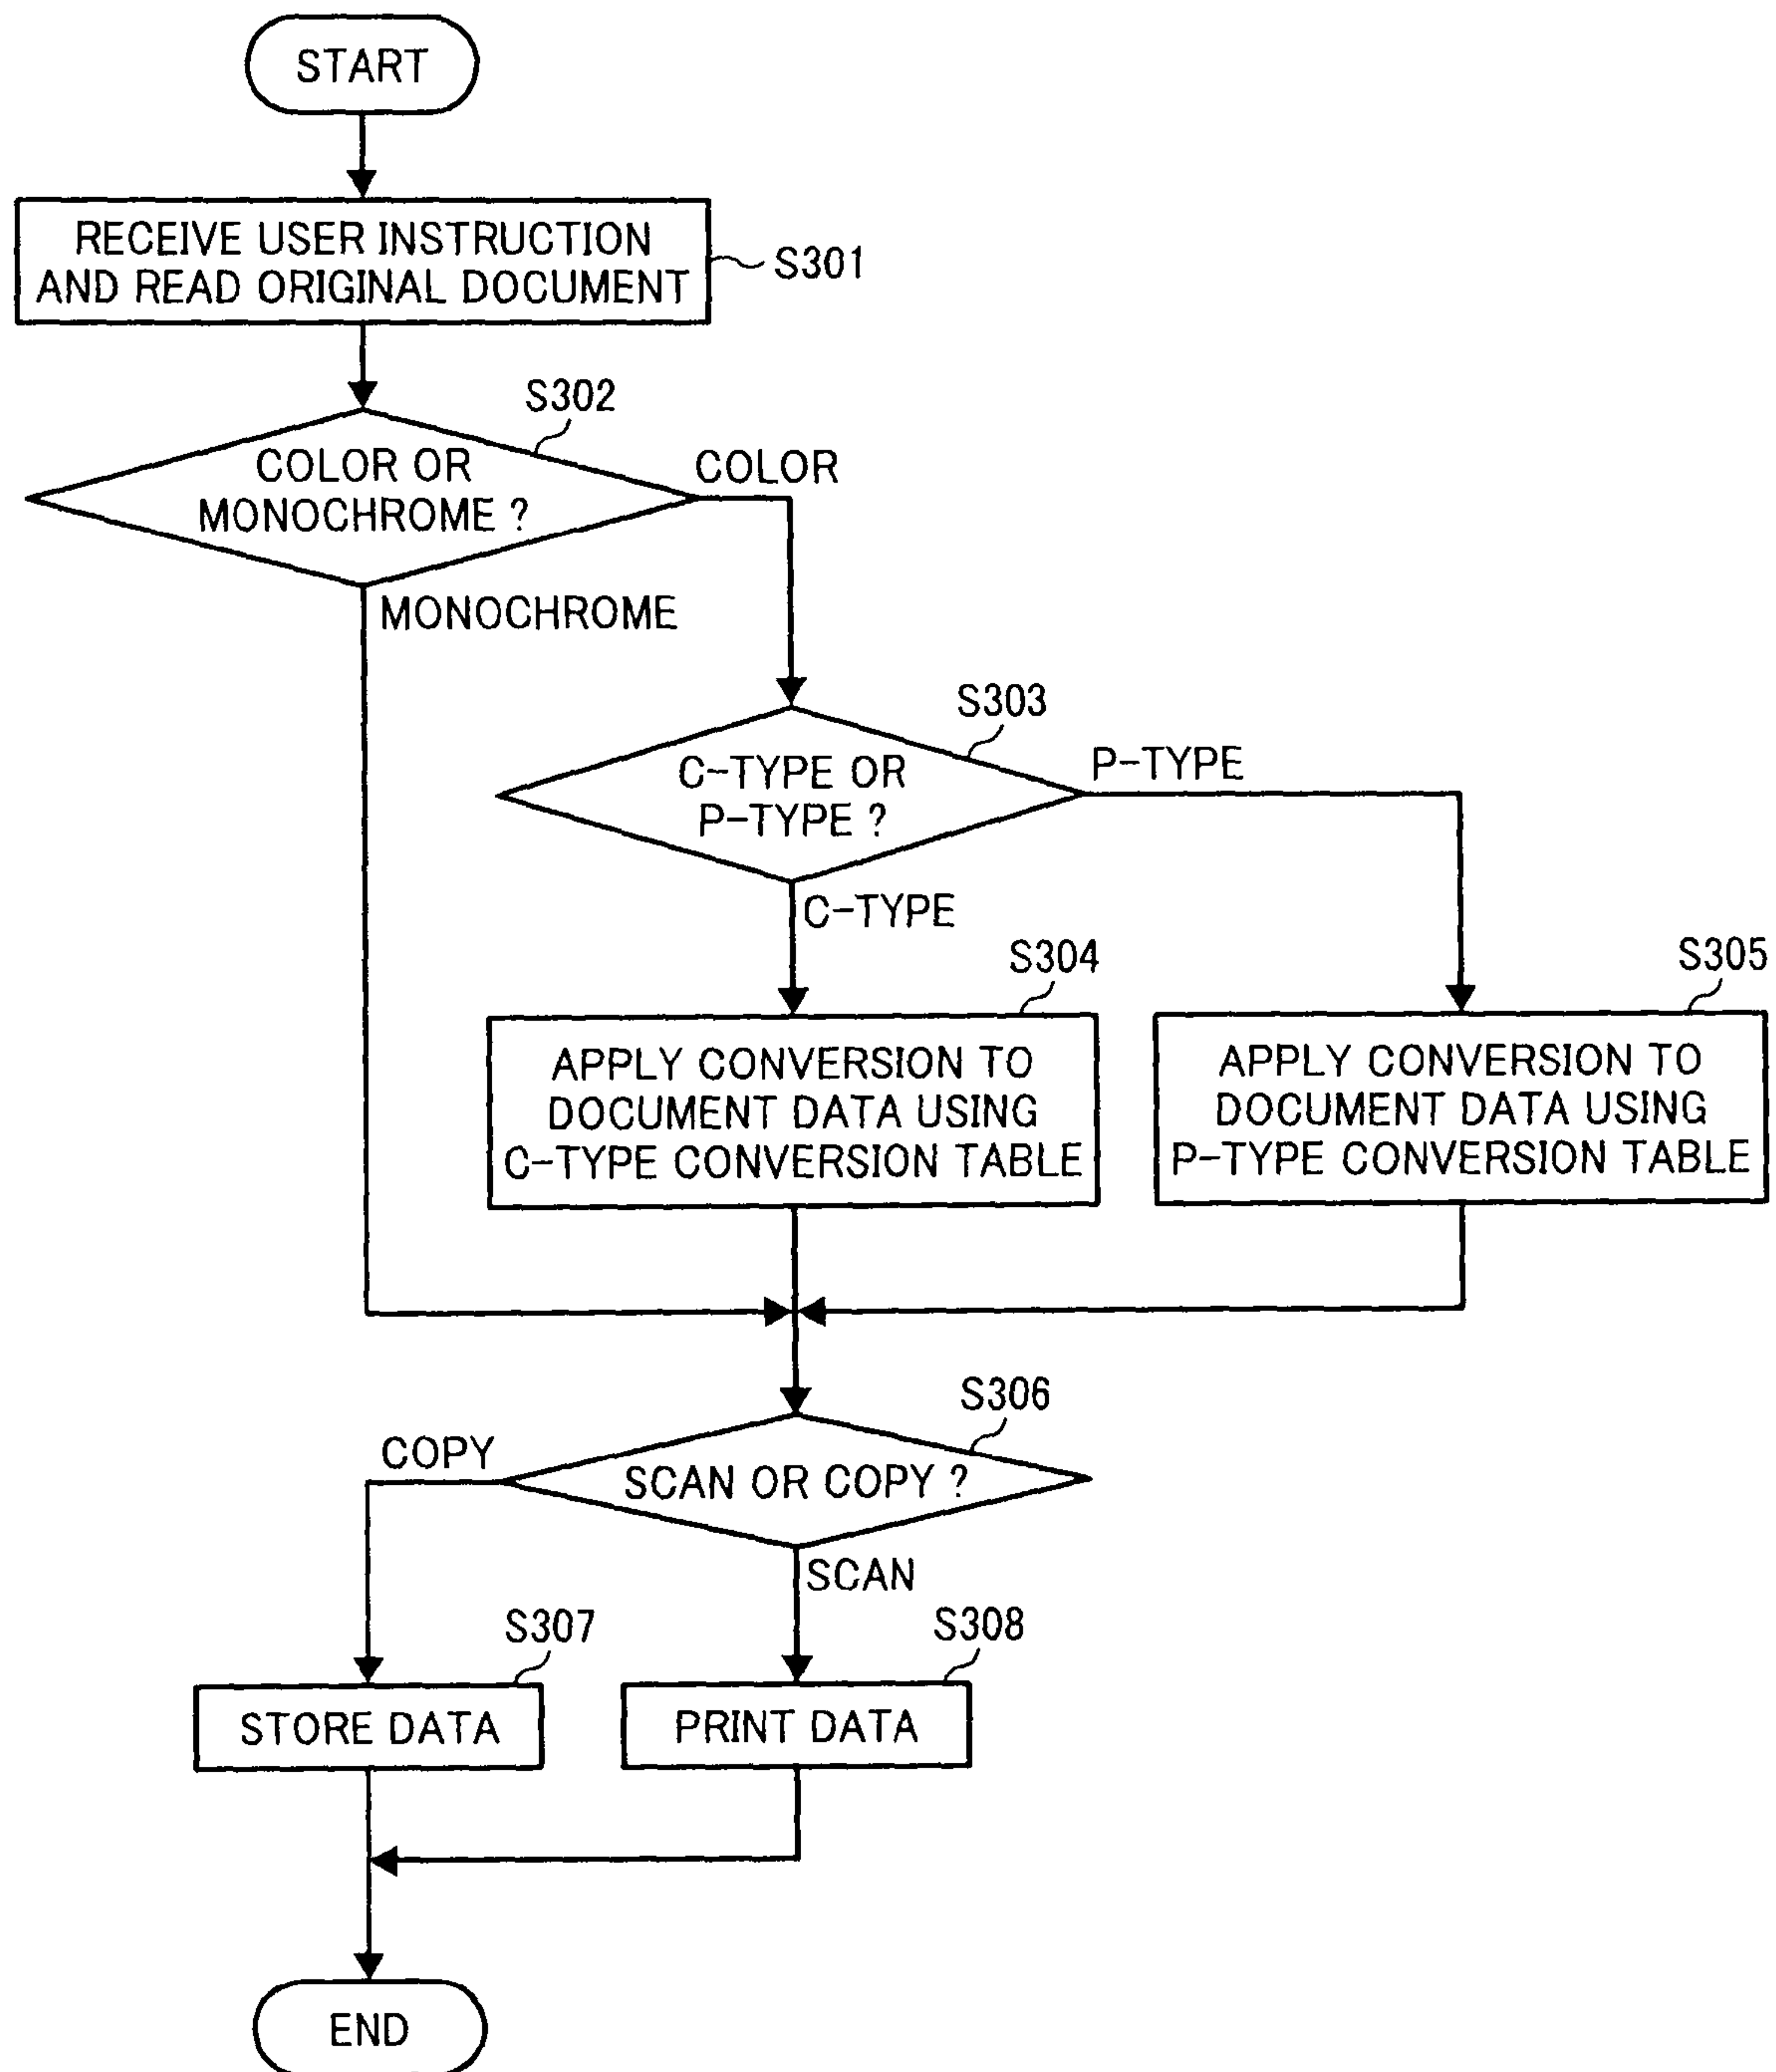 START
RECEIVE USER INSTRUCTION
AND READ ORIGINAL DOCUMENT
S301
S302
COLOR OR
MONOCHROME ?
COLOR
MONOCHROME
S303
C-TYPE OR
P-TYPE ?
P-TYPE
C-TYPE
S304
APPLY CONVERSION TO
DOCUMENT DATA USING
C-TYPE CONVERSION TABLE
S305
APPLY CONVERSION TO
DOCUMENT DATA USING
P-TYPE CONVERSION TABLE
S306
SCAN OR COPY ?
COPY
SCAN
S307
STORE DATA
S308
PRINT DATA
END